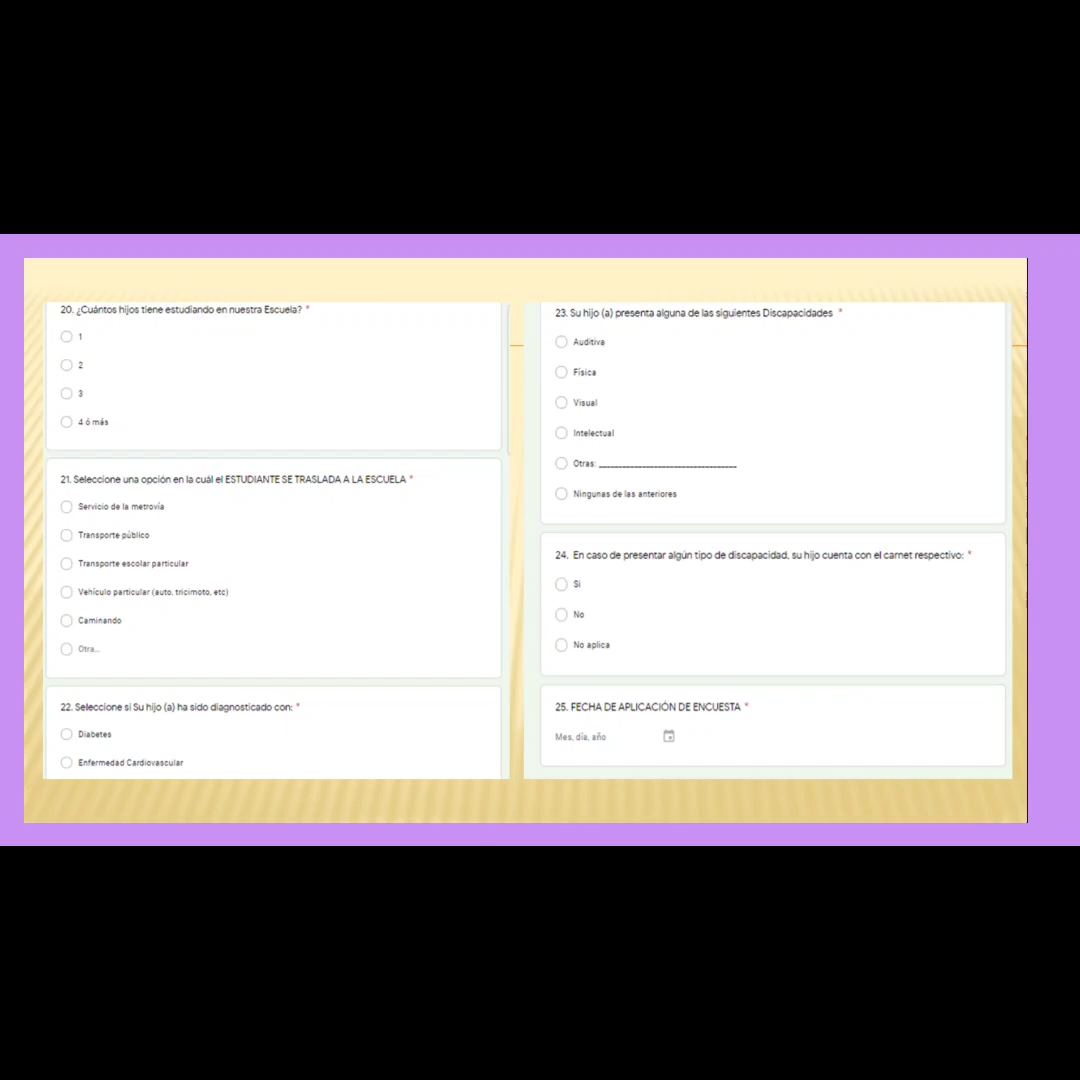 20. ¿Cuántos hijos tiene estudiando en nuestra Escuela? *
1
2
3
4 ó más
21. Seleccione una opción en la cuál el ESTUDIANTE SE TRASLADA A LA ESCUELA *
Servicio de la metrovía
Transporte público
Transporte escolar particular
Vehículo particular (auto, tricimoto, etc)
Caminando
Otra...
22. Seleccione si Su hijo (a) ha sido diagnosticado con: *
Diabetes
Enfermedad Cardiovascular
23. Su hijo (a) presenta alguna de las siguientes Discapacidades *
Auditiva
Física
Visual
Intelectual
Otras: ___________________________________
Ningunas de las anteriores
24. En caso de presentar algún tipo de discapacidad, su hijo cuenta con el carnet respectivo: *
Si
No
No aplica
25. FECHA DE APLICACIÓN DE ENCUESTA *
Mes, día, año